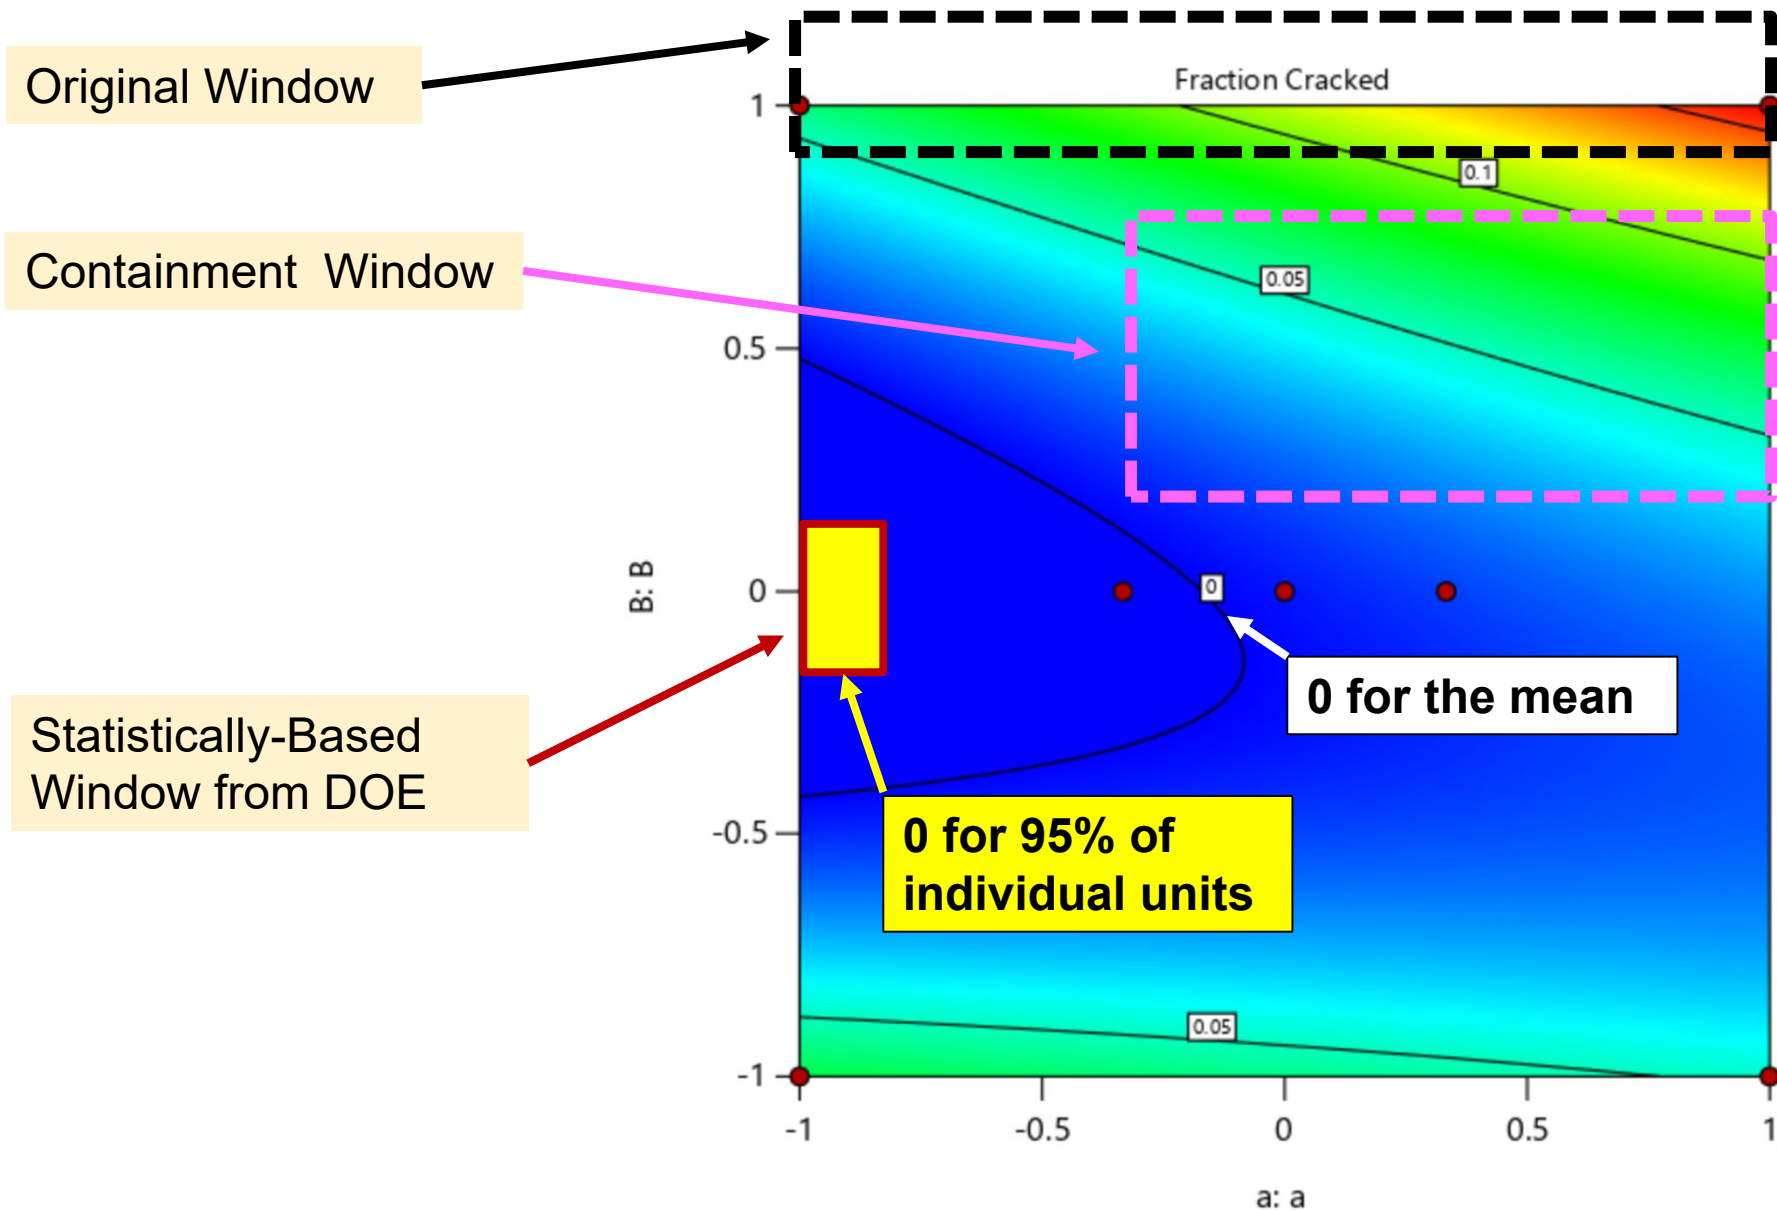 Original Window
Fraction Cracked
1
0.1
Containment Window
0.05
0.5
B: B
0
0
0 for the mean
Statistically-Based
Window from DOE
0 for 95% of
individual units
-0.5
0.05
-1
-1
-0.5
0
0.5
1
a: a